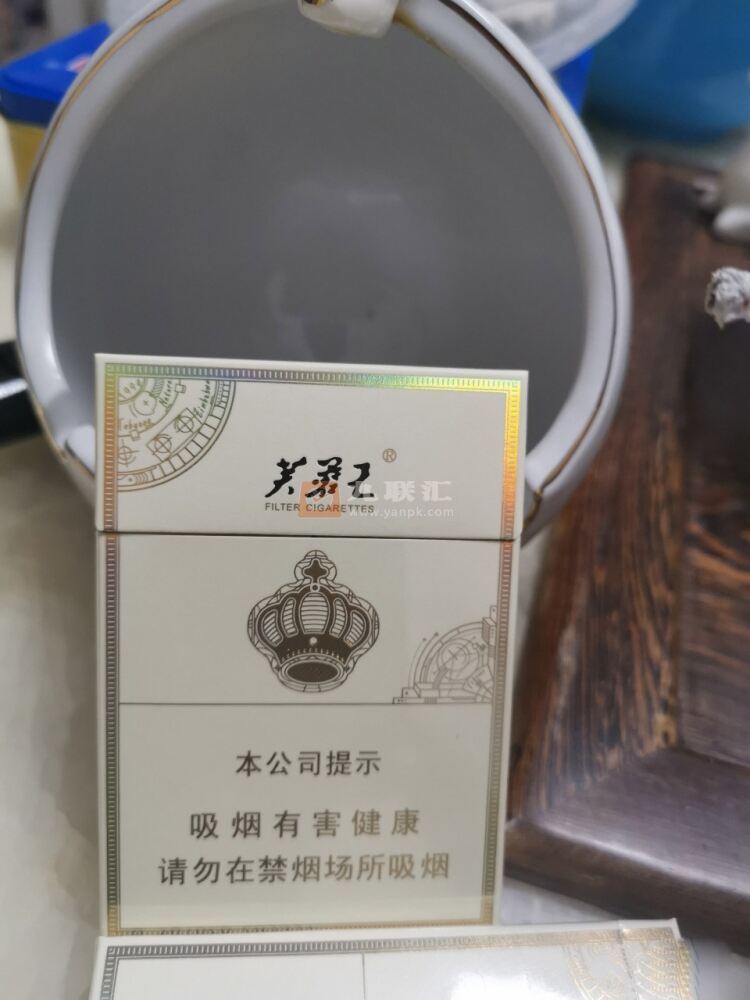 芙蓉王®
FILTER CIGARETTES
联汇
www.yanpk.com
本公司提示
吸烟有害健康
请勿在禁烟场所吸烟